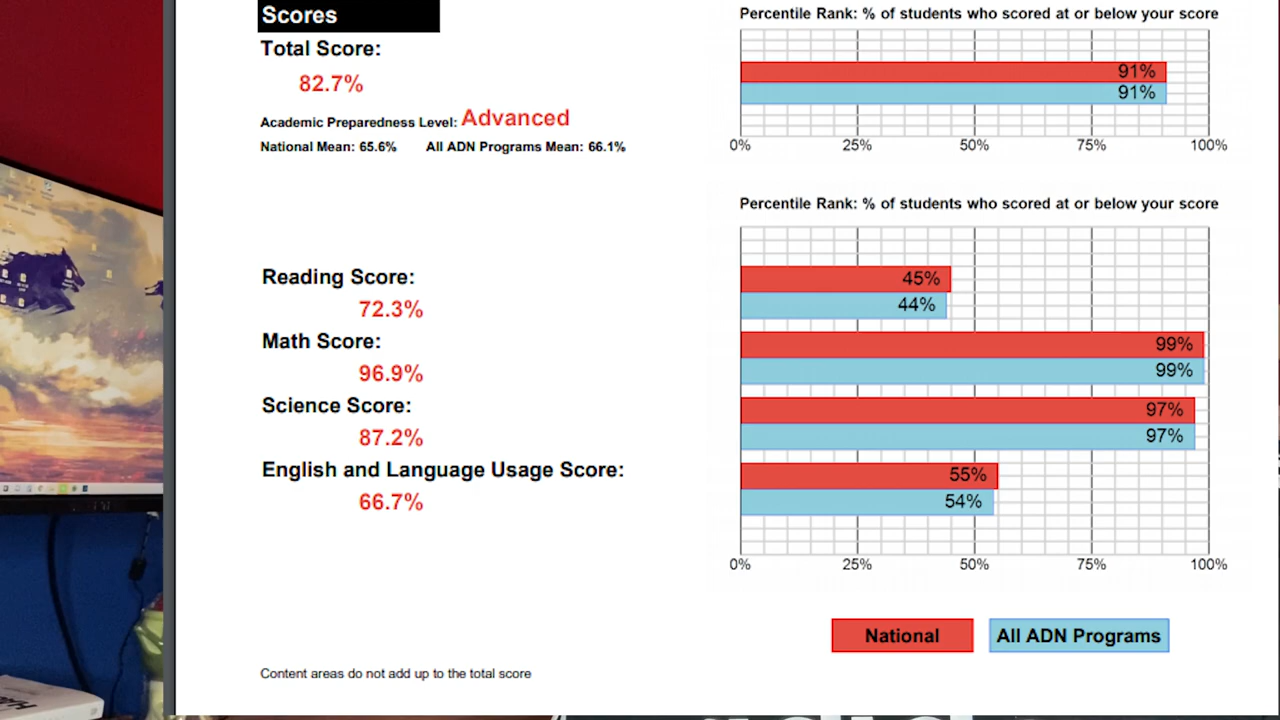 Scores
Total Score:
82.7%
Academic Preparedness Level: Advanced
National Mean: 65.6% All ADN Programs Mean: 66.1%
Percentile Rank: % of students who scored at or below your score
91%
91%
0% 25% 50% 75% 100%
Percentile Rank: % of students who scored at or below your score
Reading Score:
72.3%
45%
44%
Math Score:
96.9%
99%
99%
Science Score:
87.2%
97%
97%
English and Language Usage Score:
66.7%
55%
54%
0% 25% 50% 75% 100%
National All ADN Programs
Content areas do not add up to the total score